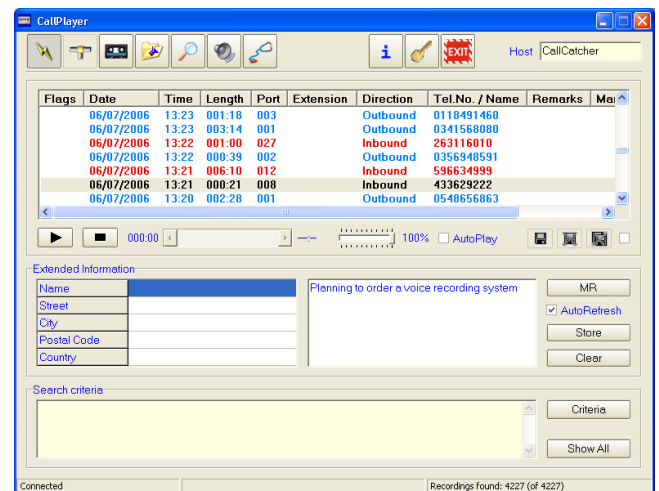 CallPlayer
EXIT Host CallCatcher
Flags Date Time Length Port Extension Direction Tel.No. / Name Remarks Mai
06/07/2006 13:23 001:18 003 Outbound 0118491460
06/07/2006 13:23 003:14 001 Outbound 0341568080
06/07/2006 13:22 001:00 027 Inbound 263116010
06/07/2006 13:22 000:39 002 Outbound 0356948591
06/07/2006 13:21 006:10 012 Inbound 596634999
06/07/2006 13:21 000:21 008 Inbound 433629222
06/07/2006 13:20 002:28 001 Outbound 0548656863
000:00 --:-- 100% AutoPlay
Extended Information
Name
Street
City
Postal Code
Country
Planning to order a voice recording system
MR
AutoRefresh
Store
Clear
Search criteria
Criteria
Show All
Connected Recordings found: 4227 (of 4227)